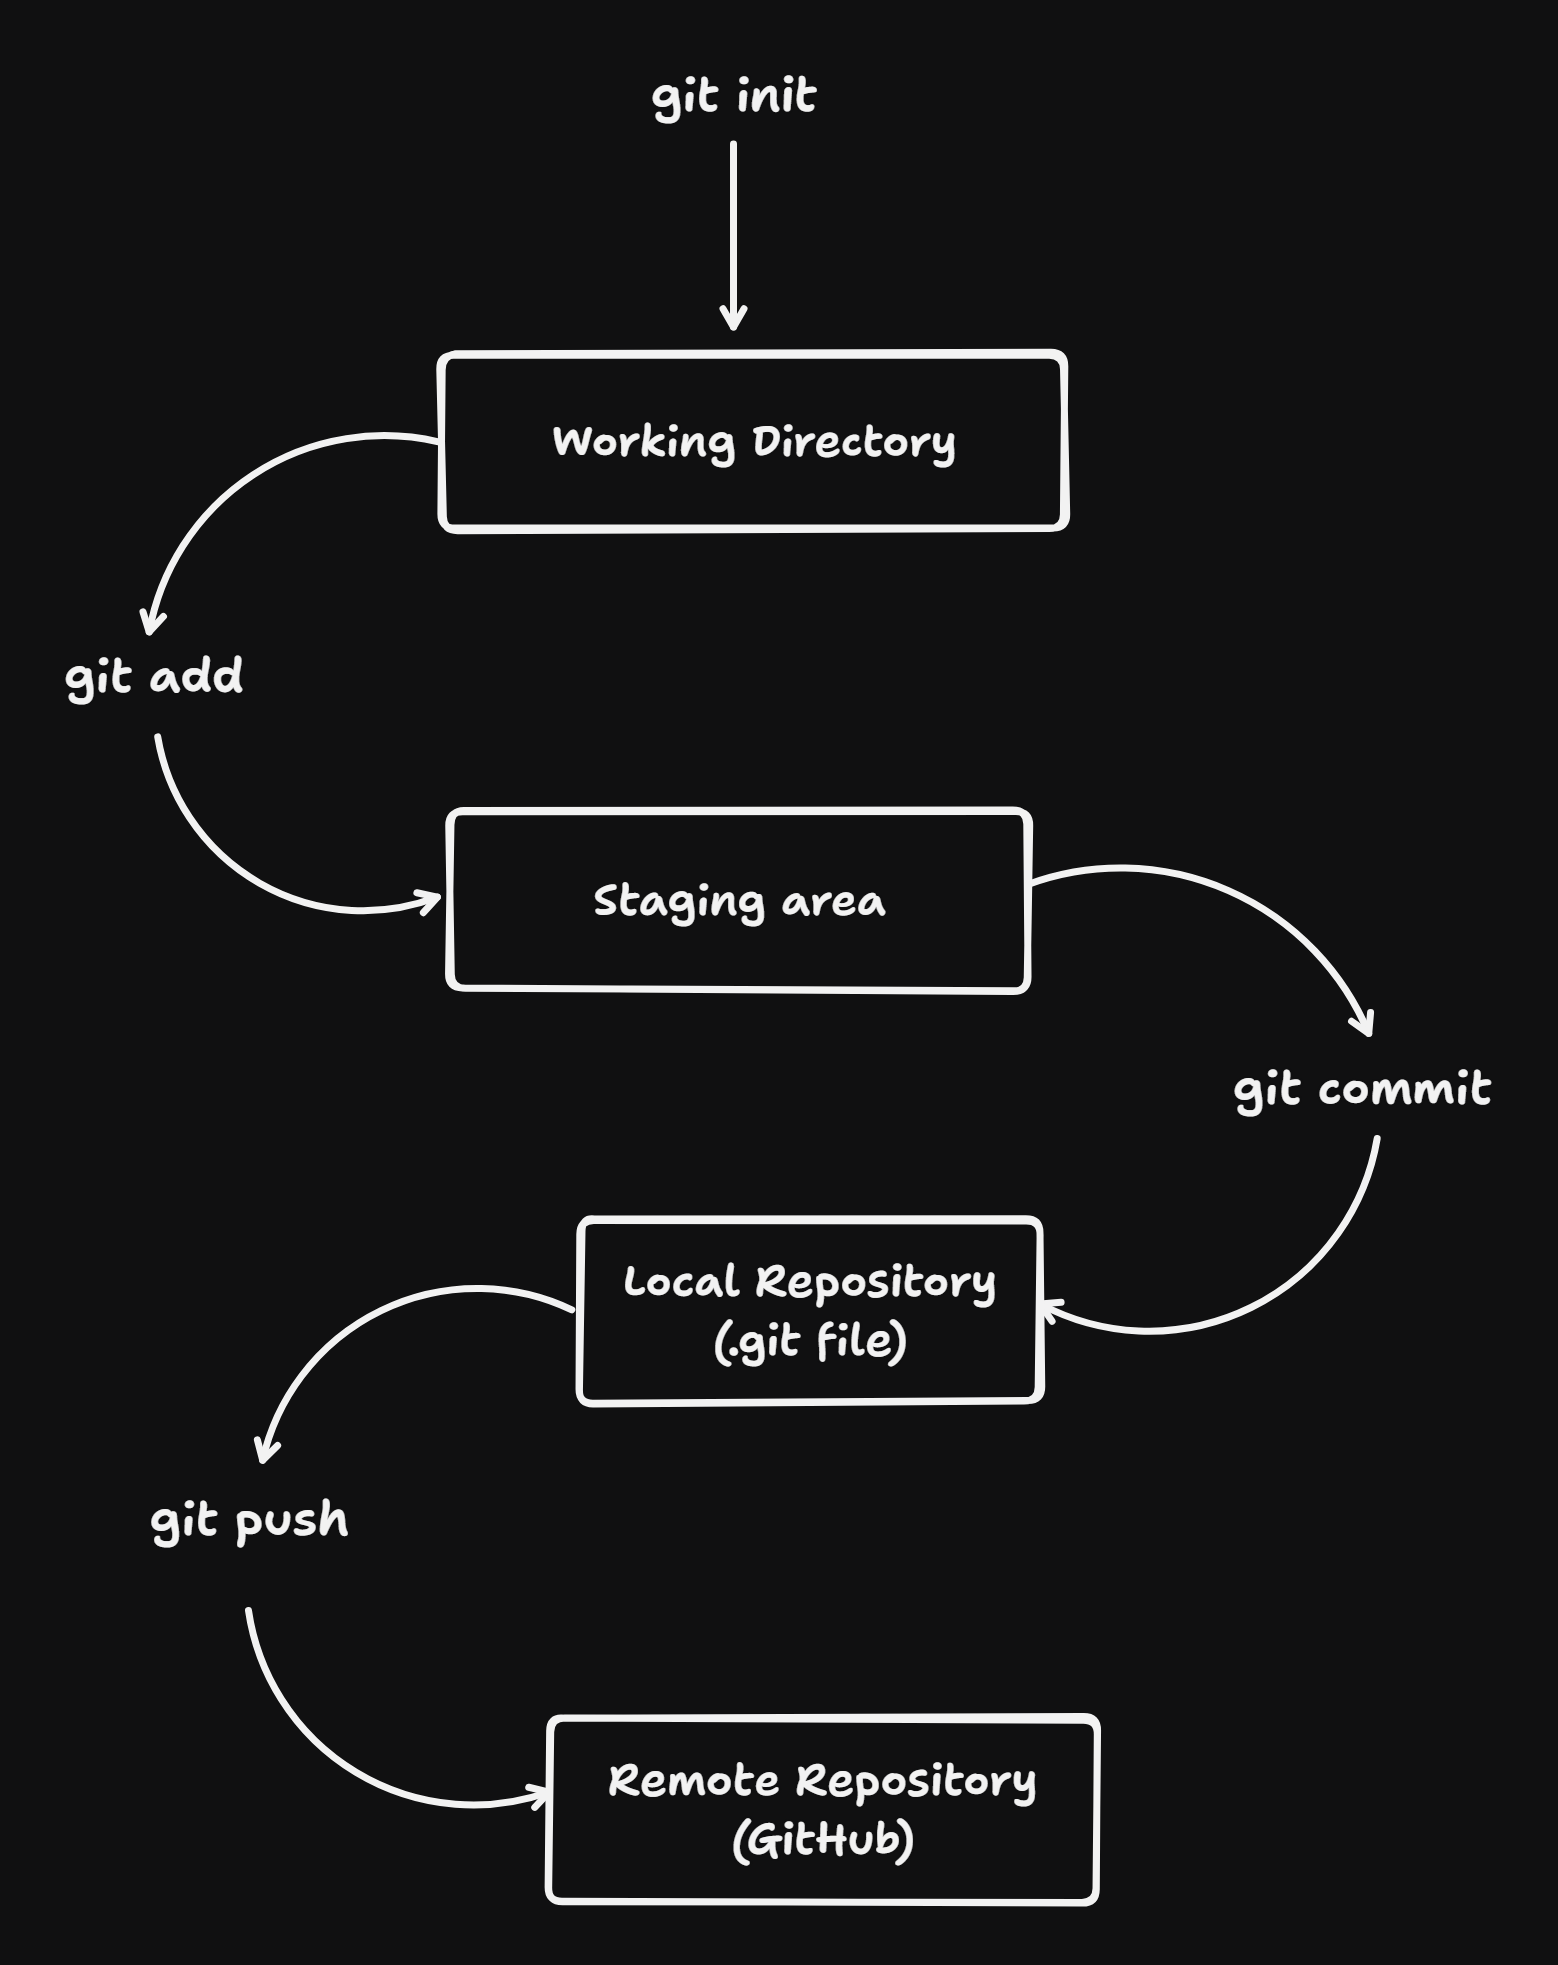 git init
Working Directory
git add
Staging area
git commit
Local Repository
(.git file)
git push
Remote Repository
(GitHub)